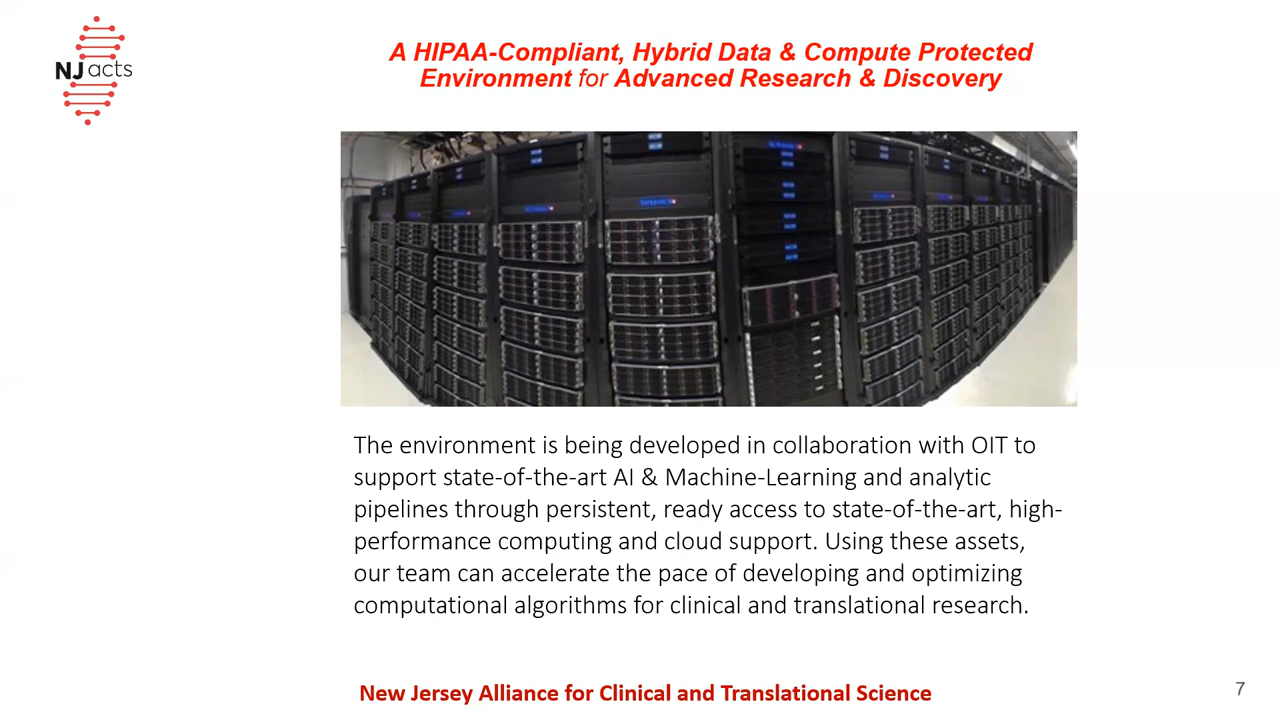 NJ acts
A HIPAA-Compliant, Hybrid Data & Compute Protected
Environment for Advanced Research & Discovery
The environment is being developed in collaboration with OIT to
support state-of-the-art AI & Machine-Learning and analytic
pipelines through persistent, ready access to state-of-the-art, high-
performance computing and cloud support. Using these assets,
our team can accelerate the pace of developing and optimizing
computational algorithms for clinical and translational research.
New Jersey Alliance for Clinical and Translational Science
7